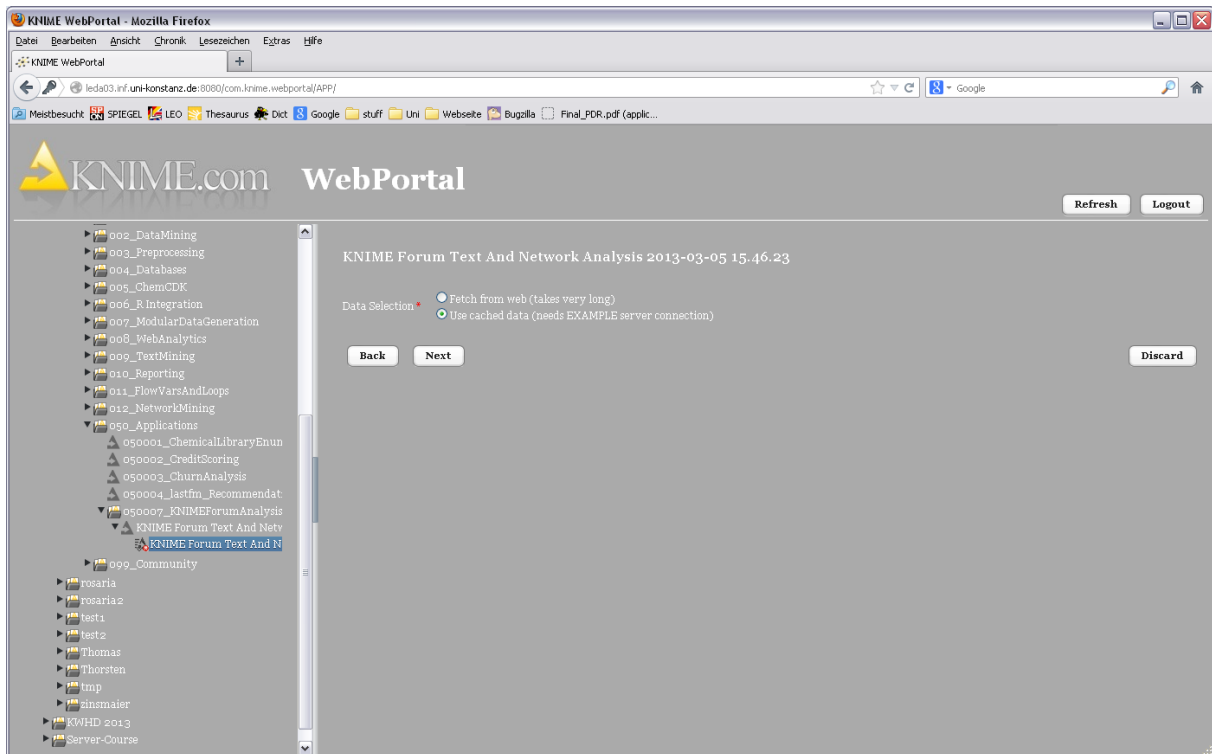 KNIME WebPortal - Mozilla Firefox
Datei Bearbeiten Ansicht Chronik Lesezeichen Extras Hilfe
KNIME WebPortal
+
leda03.inf.uni-konstanz.de:8080/com.knime.webportal/APP/
Google
Meistbesucht SPIEGEL LEO Thesaurus Dict Google stuff Uni Webseite Bugzilla Final_PDR.pdf (applic...
KNIME.com WebPortal
Refresh Logout
002_DataMining
003_Preprocessing
004_Databases
005_ChemCDK
006_R Integration
007_ModularDataGeneration
008_WebAnalytics
009_TextMining
010_Reporting
011_FlowVarsAndLoops
012_NetworkMining
050_Applications
050001_ChemicalLibraryEnun
050002_CreditScoring
050003_ChurnAnalysis
050004_lastfm_Recommendat
050007_KNIMEForumAnalysis
KNIME Forum Text And Netw
KNIME Forum Text And N
099_Community
rosaria
rosaria2
test1
test2
Thomas
Thorsten
tmp
zinsmaier
KWHD 2013
Server-Course
KNIME Forum Text And Network Analysis 2013-03-05 15.46.23
Data Selection *
Fetch from web (takes very long)
Use cached data (needs EXAMPLE server connection)
Back Next Discard